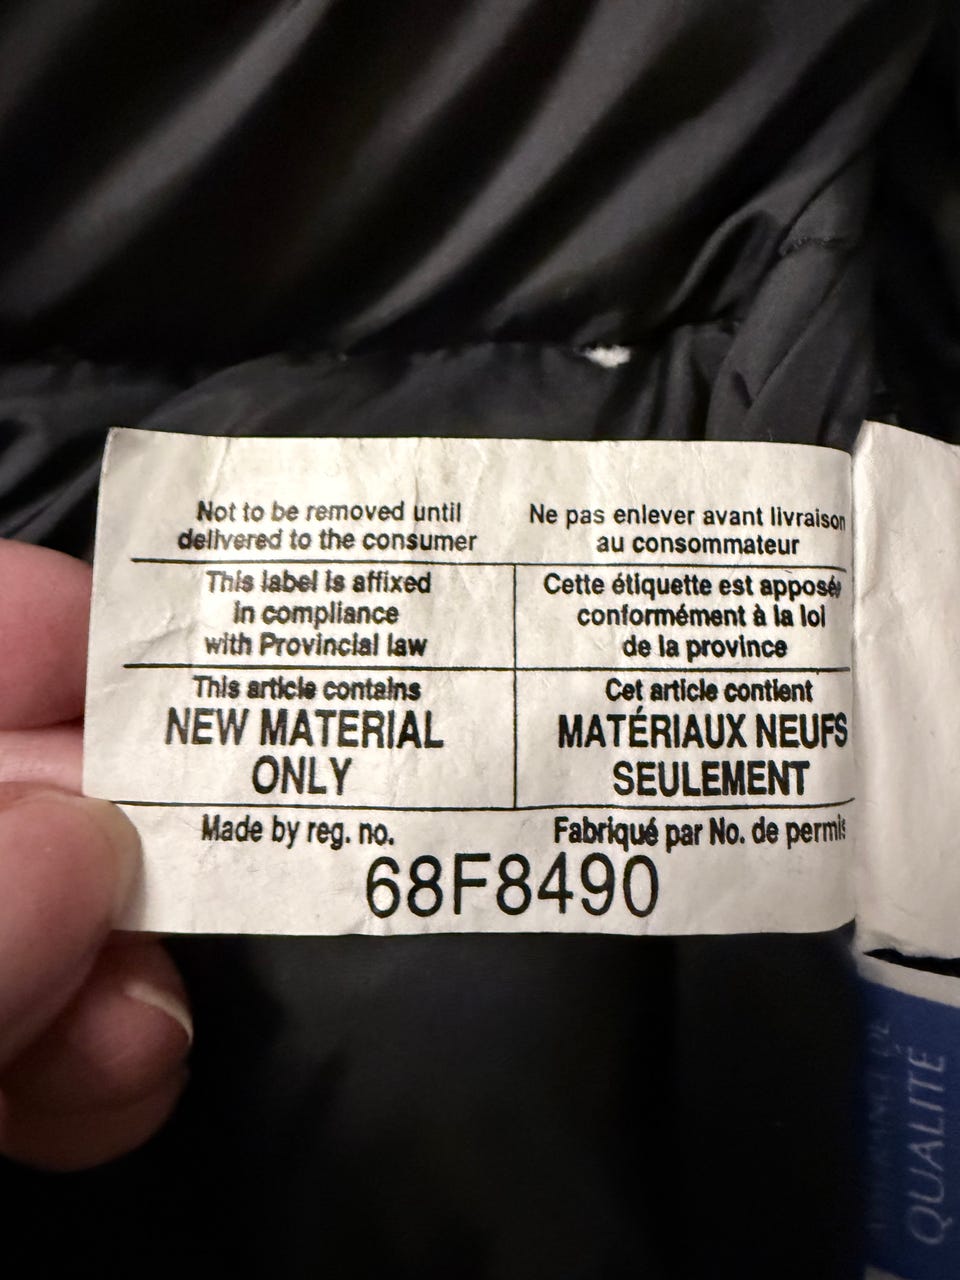 Not to be removed until
delivered to the consumer
Ne pas enlever avant livraison
au consommateur
This label is affixed
in compliance
with Provincial law
Cette étiquette est apposé
conformément à la loi
de la province
This article contains
NEW MATERIAL
ONLY
Cet article contient
MATÉRIAUX NEUFS
SEULEMENT
Made by reg. no.
Fabriqué par No. de permis
68F8490
QUALITÉ